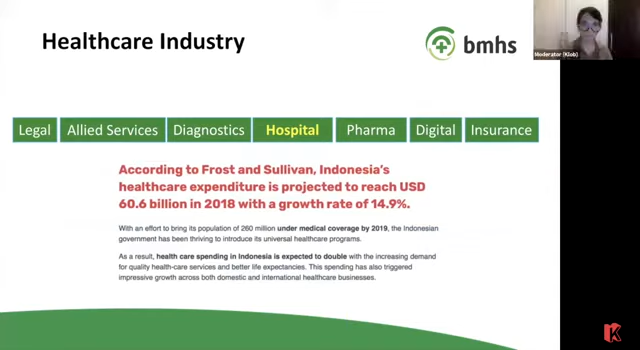 Healthcare Industry
bmhs
Moderator (Klob)
Legal
Allied Services
Diagnostics
Hospital
Pharma
Digital
Insurance
According to Frost and Sullivan, Indonesia's
healthcare expenditure is projected to reach USD
60.6 billion in 2018 with a growth rate of 14.9%.
With an effort to bring its population of 260 million under medical coverage by 2019, the Indonesian
government has been thriving to introduce its universal healthcare programs.
As a result, health care spending in Indonesia is expected to double with the increasing demand
for quality health-care services and better life expectancies. This spending has also triggered
impressive growth across both domestic and international healthcare businesses.